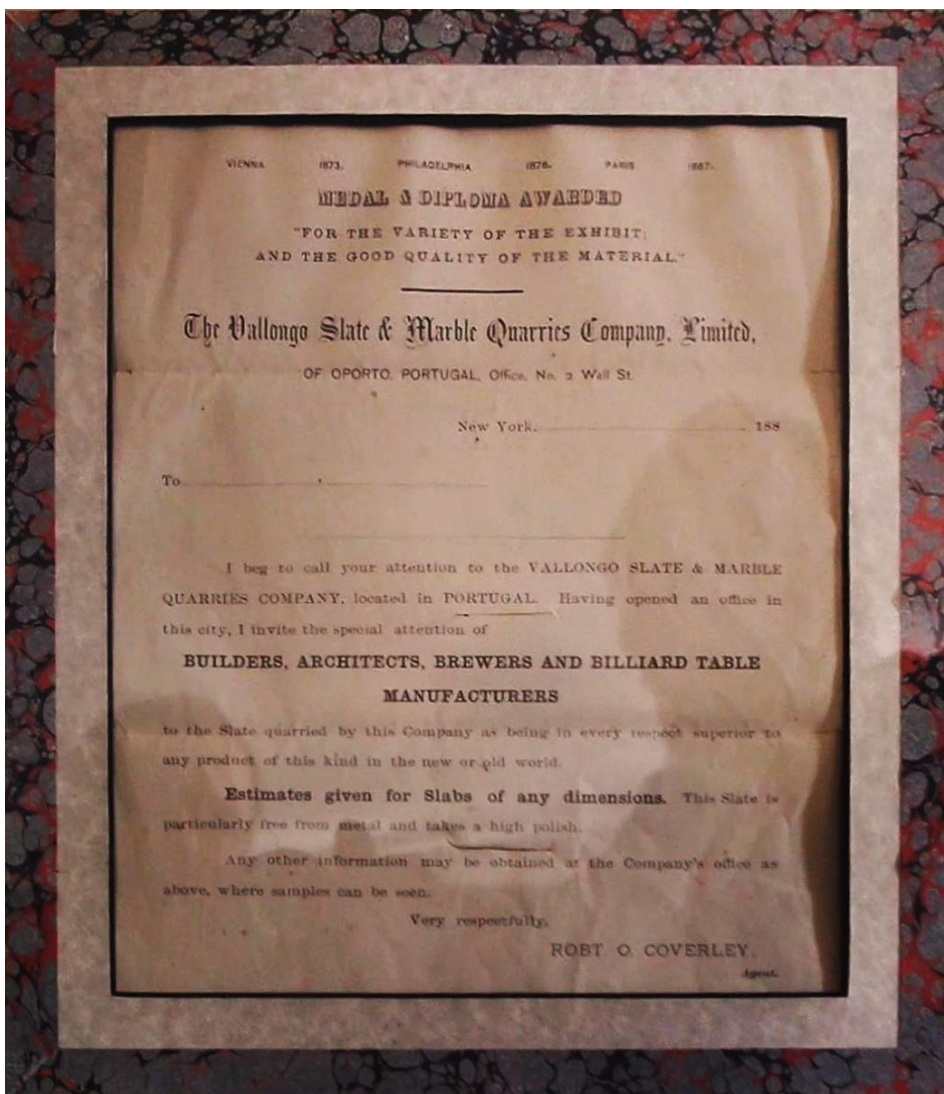 VIENNA 1873. PHILADELPHIA 1876. PARIS 1867.
MEDAL & DIPLOMA AWARDED
"FOR THE VARIETY OF THE EXHIBIT;
AND THE GOOD QUALITY OF THE MATERIAL."
The Vallongo Slate & Marble Quarries Company, Limited,
OF OPORTO, PORTUGAL, Office, No. 2 Wall St.
New York, 188
To
I beg to call your attention to the VALLONGO SLATE & MARBLE
QUARRIES COMPANY, located in PORTUGAL. Having opened an office in
this city, I invite the special attention of
BUILDERS, ARCHITECTS, BREWERS AND BILLIARD TABLE
MANUFACTURERS
to the Slate quarried by this Company as being in every respect superior to
any product of this kind in the new or old world.
Estimates given for Slabs of any dimensions. This Slate is
particularly free from metal and takes a high polish.
Any other information may be obtained at the Company's office as
above, where samples can be seen.
Very respectfully,
ROBT. O. COVERLEY,
Agent.